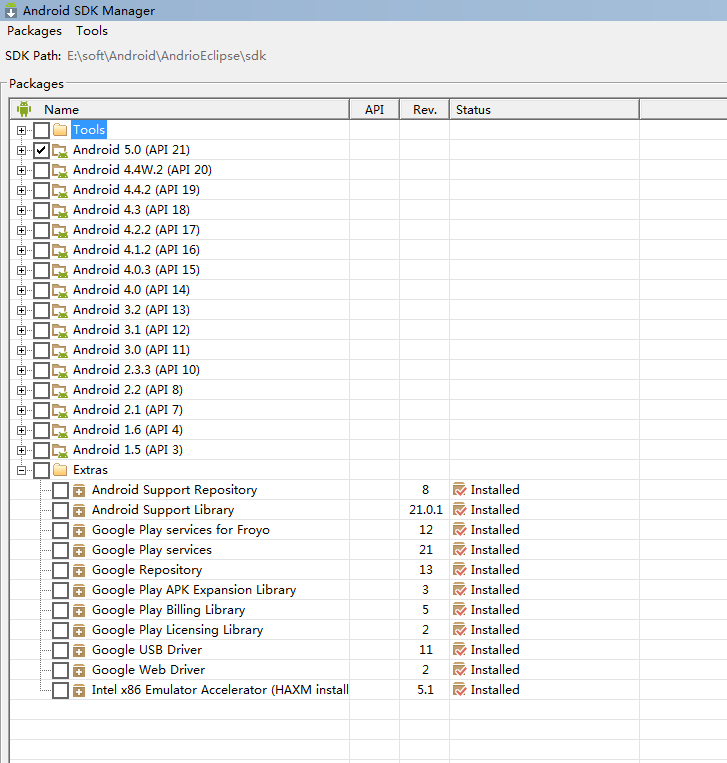 Android SDK Manager
Packages Tools
SDK Path: E:\soft\Android\AndrioEclipse\sdk
Packages
Name API Rev. Status
Tools
Android 5.0 (API 21)
Android 4.4W.2 (API 20)
Android 4.4.2 (API 19)
Android 4.3 (API 18)
Android 4.2.2 (API 17)
Android 4.1.2 (API 16)
Android 4.0.3 (API 15)
Android 4.0 (API 14)
Android 3.2 (API 13)
Android 3.1 (API 12)
Android 3.0 (API 11)
Android 2.3.3 (API 10)
Android 2.2 (API 8)
Android 2.1 (API 7)
Android 1.6 (API 4)
Android 1.5 (API 3)
Extras
Android Support Repository 8 Installed
Android Support Library 21.0.1 Installed
Google Play services for Froyo 12 Installed
Google Play services 21 Installed
Google Repository 13 Installed
Google Play APK Expansion Library 3 Installed
Google Play Billing Library 5 Installed
Google Play Licensing Library 2 Installed
Google USB Driver 11 Installed
Google Web Driver 2 Installed
Intel x86 Emulator Accelerator (HAXM install 5.1 Installed